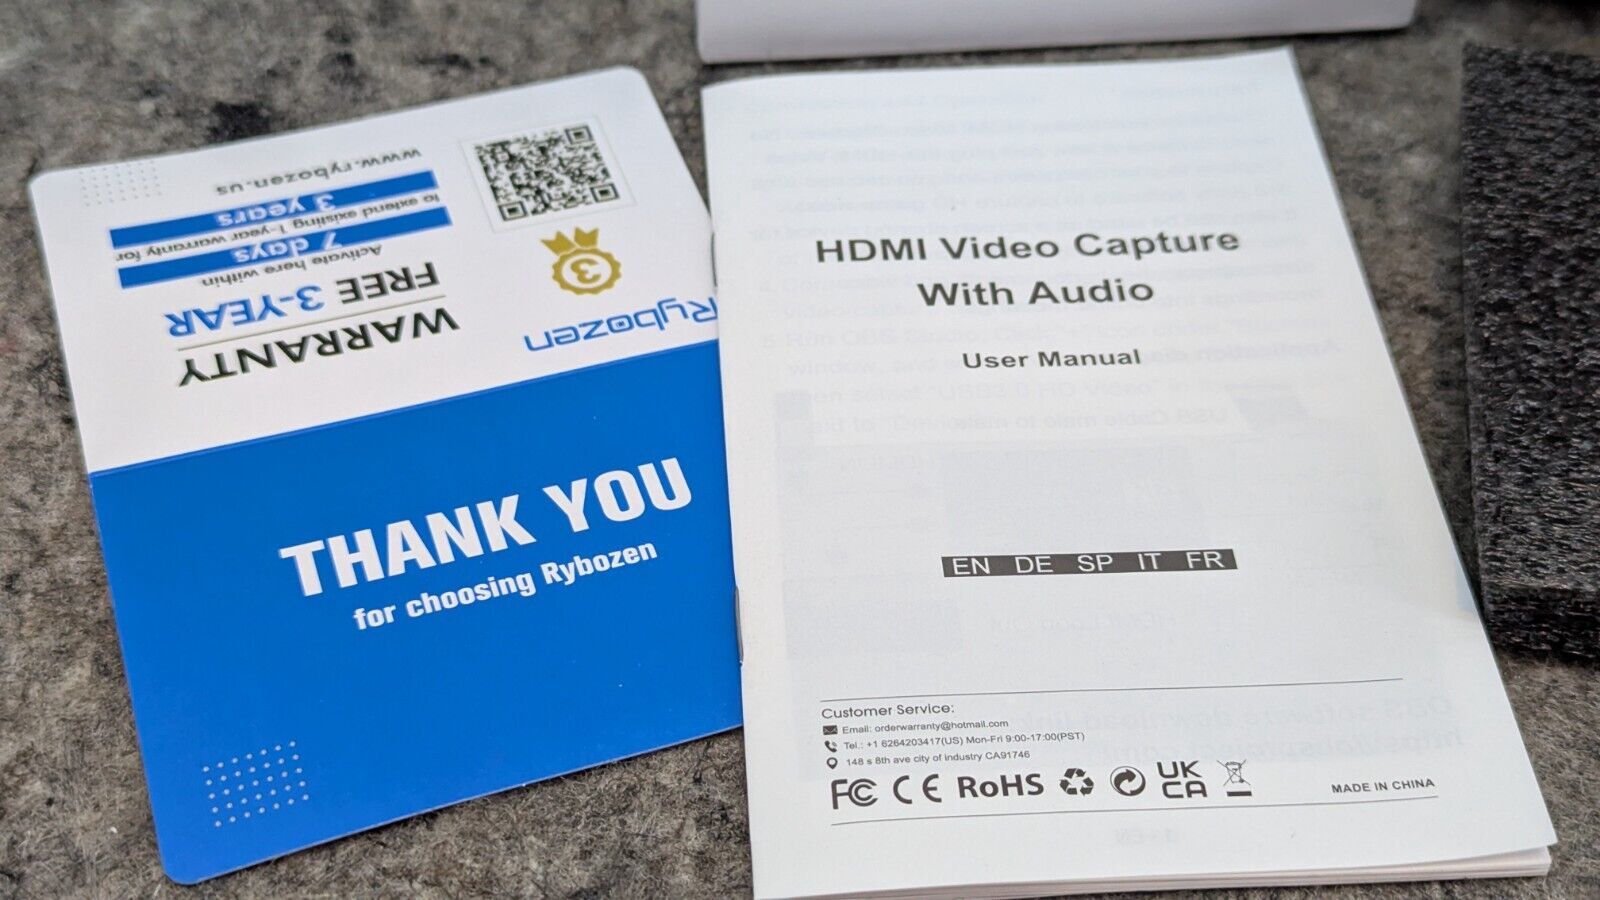 Rybozen
3
WARRANTY
FREE 3-YEAR
Activate here within
7 days
to extend existing 1-year warranty for
3 years
www.rybozen.us
THANK YOU
for choosing Rybozen
HDMI Video Capture
With Audio
User Manual
EN DE SP IT FR
Customer Service:
Email: orderwarranty@hotmail.com
Tel.: +1 6264203417(US) Mon-Fri 9:00-17:00(PST)
148 s 8th ave city of industry CA91746
FC CE RoHS UK CA
MADE IN CHINA